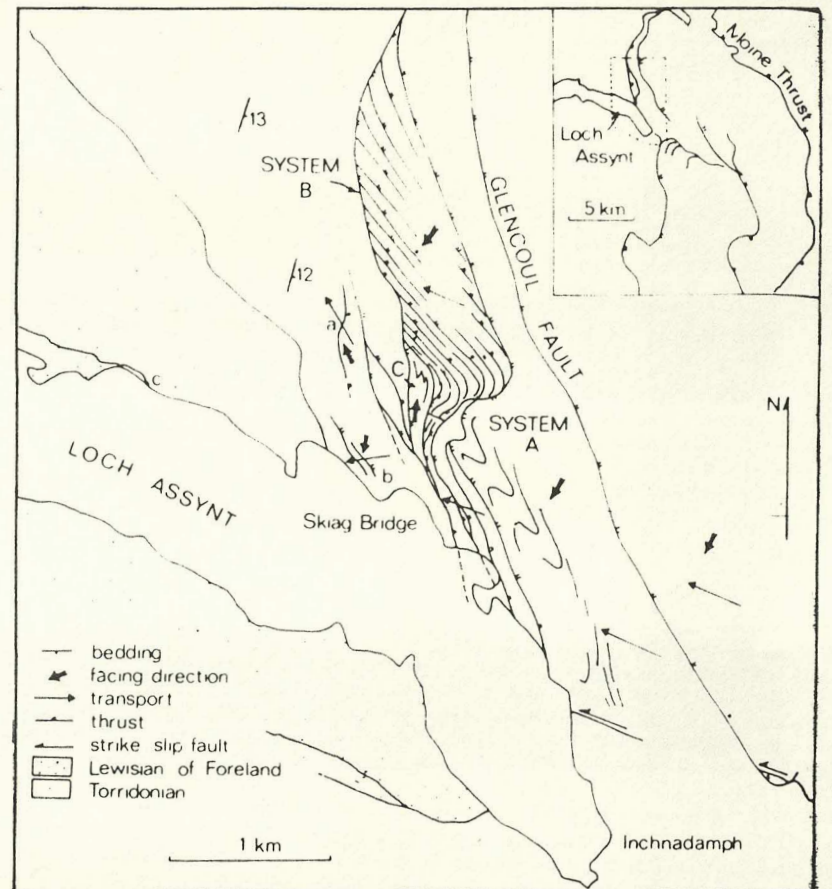 Moine Thrust
Loch
Assynt
5 km
13
SYSTEM
B
GLENCOUL FAULT
12
a
C
c
SYSTEM
A
N
LOCH ASSYNT
b
Skiag Bridge
bedding
facing direction
transport
thrust
strike slip fault
Lewisian of Foreland
Torridonian
1 km
Inchnadamph